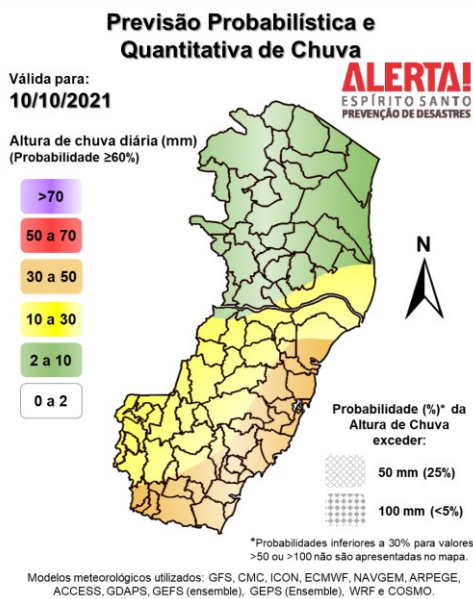 Previsão Probabilística e
Quantitativa de Chuva
Válida para:
10/10/2021
ALERTA!
ESPÍRITO SANTO
PREVENÇÃO DE DESASTRES
Altura de chuva diária (mm)
(Probabilidade ≥60%)
>70
50 a 70
30 a 50
10 a 30
2 a 10
0 a 2
N
Probabilidade (%)* da
Altura de Chuva
exceder:
50 mm (25%)
100 mm (<5%)
*Probabilidades inferiores a 30% para valores
>50 ou >100 não são apresentadas no mapa.
Modelos meteorológicos utilizados: GFS, CMC, ICON, ECMWF, NAVGEM, ARPEGE,
ACCESS, GDAPS, GEFS (ensemble), GEPS (Ensemble), WRF e COSMO.